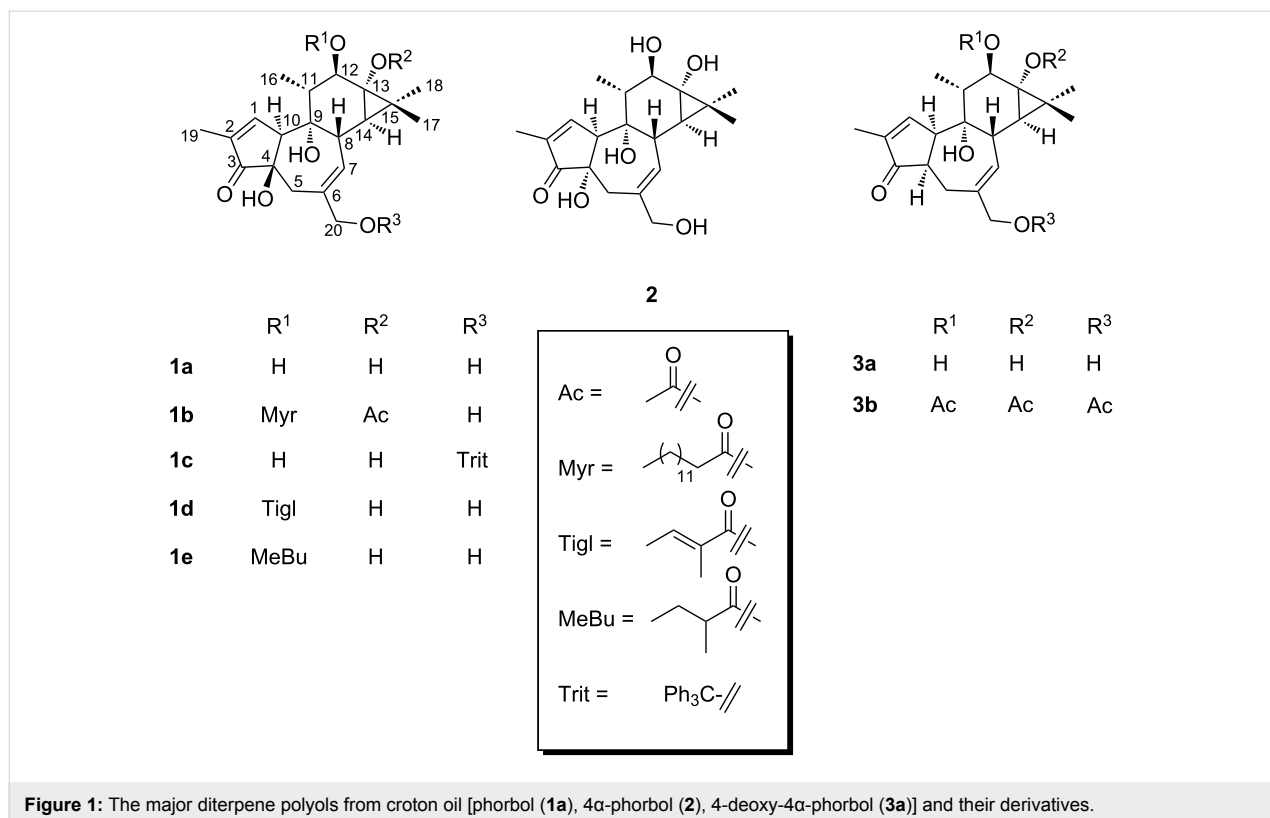 R¹O
OR²
16
11
12
13
18
H
H
1
10
9
15
17
19
2
8
14
H
3
4
HO
7
O
5
6
HO
20
OR³
HO
OH
H
H
H
HO
O
HO
OH
R¹O
OR²
H
H
H
HO
O
H
OR³
2
R¹ R² R³
1a H H H
1b Myr Ac H
1c H H Trit
1d Tigl H H
1e MeBu H H
Ac =
O
Myr =
O
11
Tigl =
O
MeBu =
O
Trit = Ph₃C-
R¹ R² R³
3a H H H
3b Ac Ac Ac
Figure 1: The major diterpene polyols from croton oil [phorbol (1a), 4α-phorbol (2), 4-deoxy-4α-phorbol (3a)] and their derivatives.